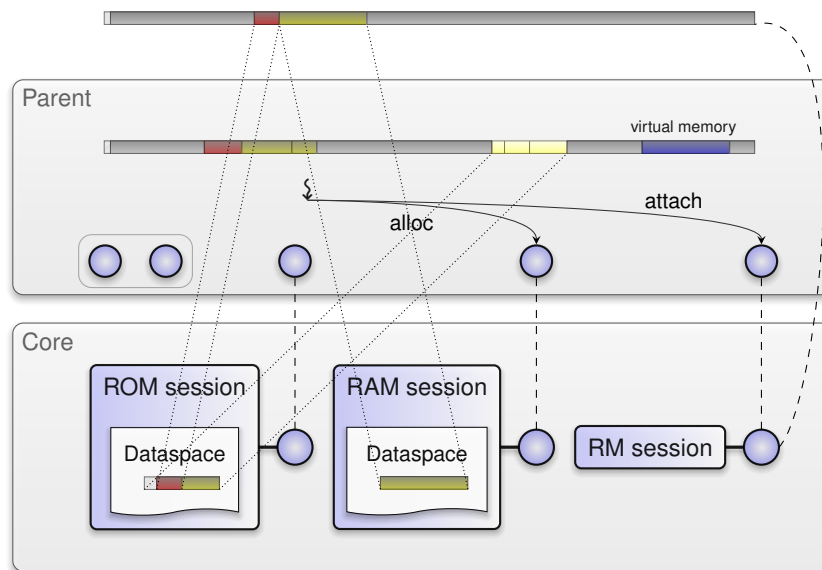 Parent
virtual memory
attach
alloc
Core
ROM session
RAM session
Dataspace
Dataspace
RM session